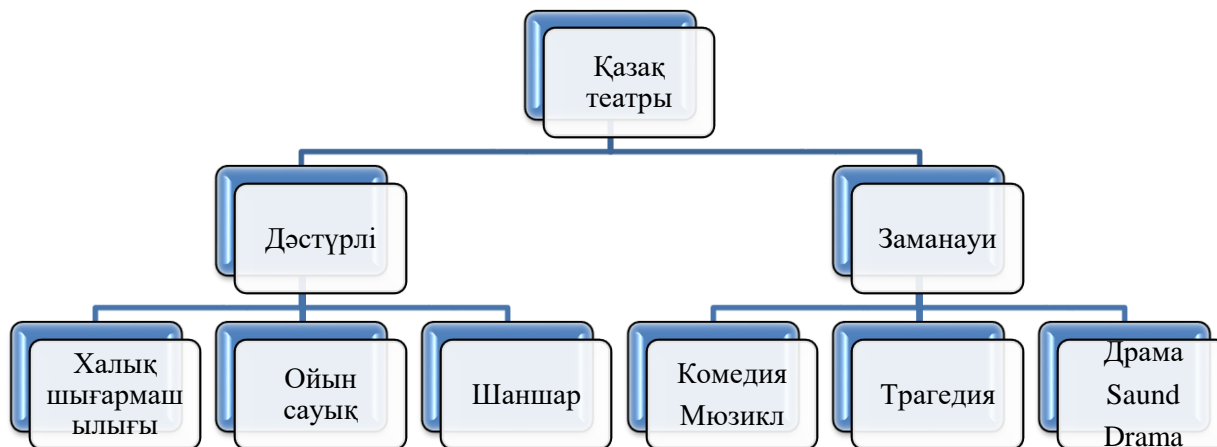 Қазақ
театры
Дәстүрлі
Заманауи
Халық
шығармаш
ылығы
Ойын
сауық
Шаншар
Комедия
Мюзикл
Трагедия
Драма
Saund
Drama